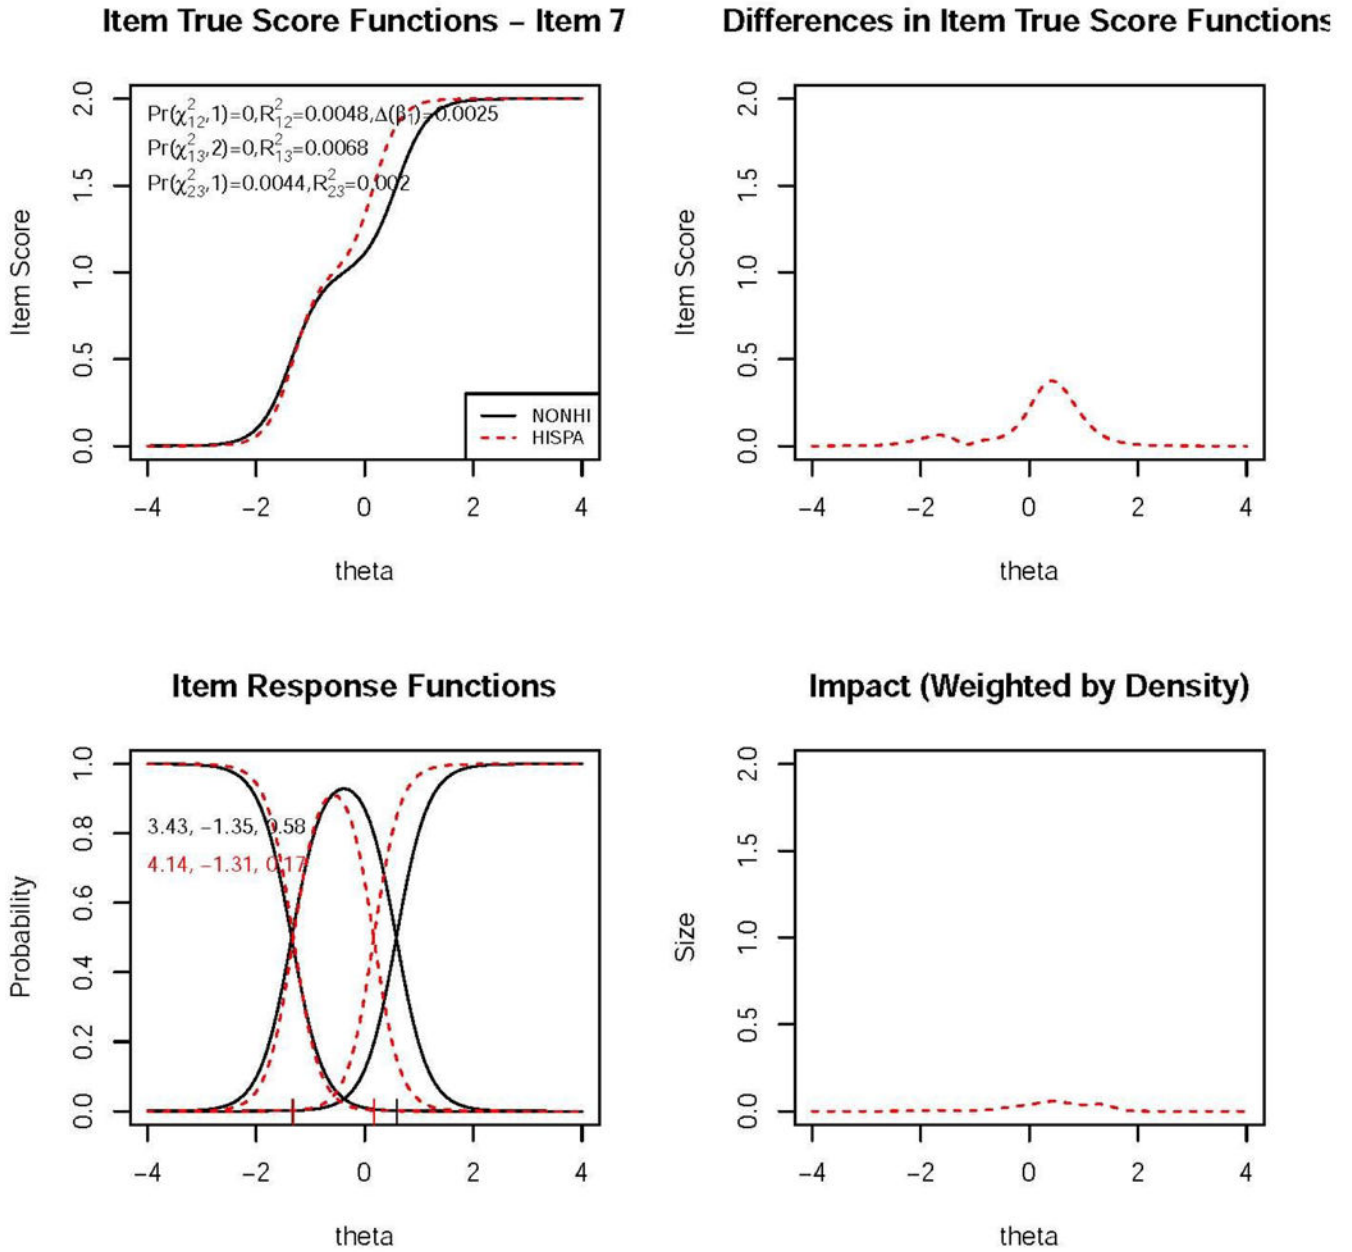 Item True Score Functions – Item 7
Pr(χ²₁₂,1)=0,R²₁₂=0.0048,Δ(β₁)=0.0025
Pr(χ²₁₃,2)=0,R²₁₃=0.0068
Pr(χ²₂₃,1)=0.0044,R²₂₃=0.002
Item Score
2.0
1.5
1.0
0.5
0.0
NONHI
HISPA
−4 −2 0 2 4
theta
Differences in Item True Score Functions
Item Score
2.0
1.5
1.0
0.5
0.0
−4 −2 0 2 4
theta
Item Response Functions
Probability
1.0
0.8
0.6
0.4
0.2
0.0
3.43, −1.35, 0.58
4.14, −1.31, 0.17
−4 −2 0 2 4
theta
Impact (Weighted by Density)
Size
2.0
1.5
1.0
0.5
0.0
−4 −2 0 2 4
theta